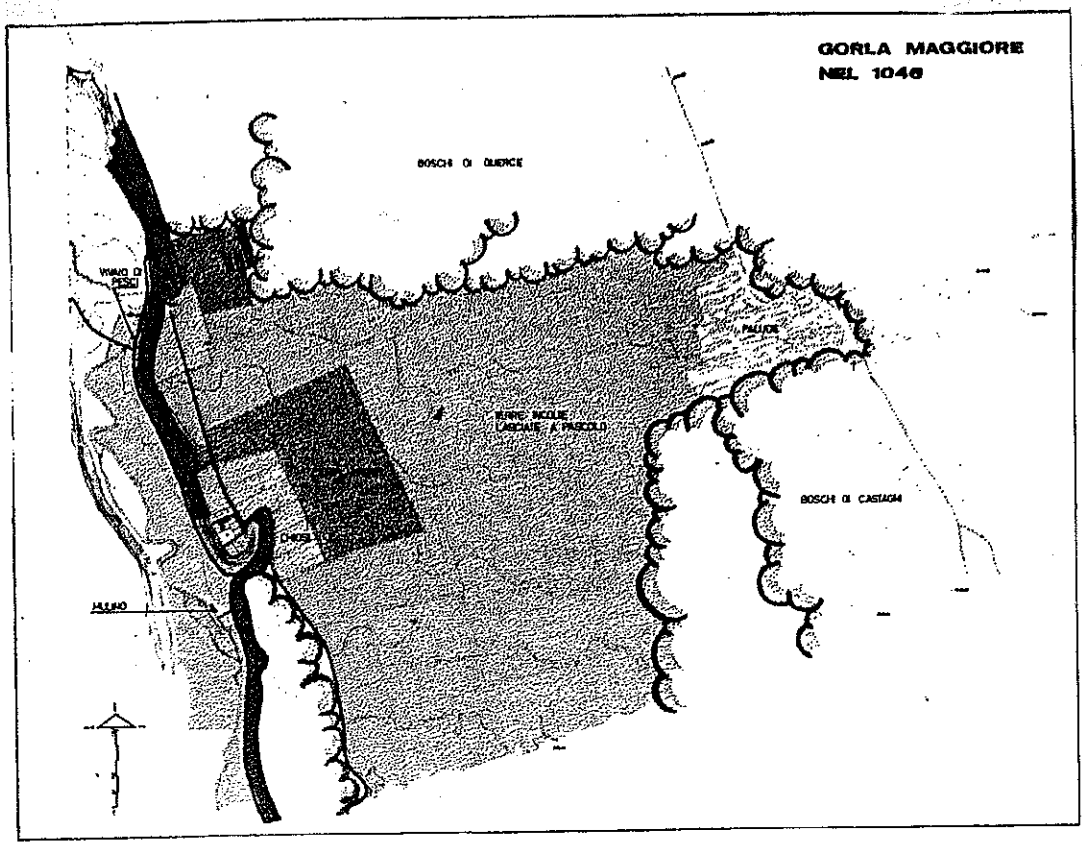 GORLA MAGGIORE
NEL 1046
BOSCHI DI QUERCE
VIVAIO DI
PESCI
PALUDE
TERRE INCOLTE
LASCIATE A PASCOLO
BOSCHI DI CASTAGNI
CHIOSI
MULINO